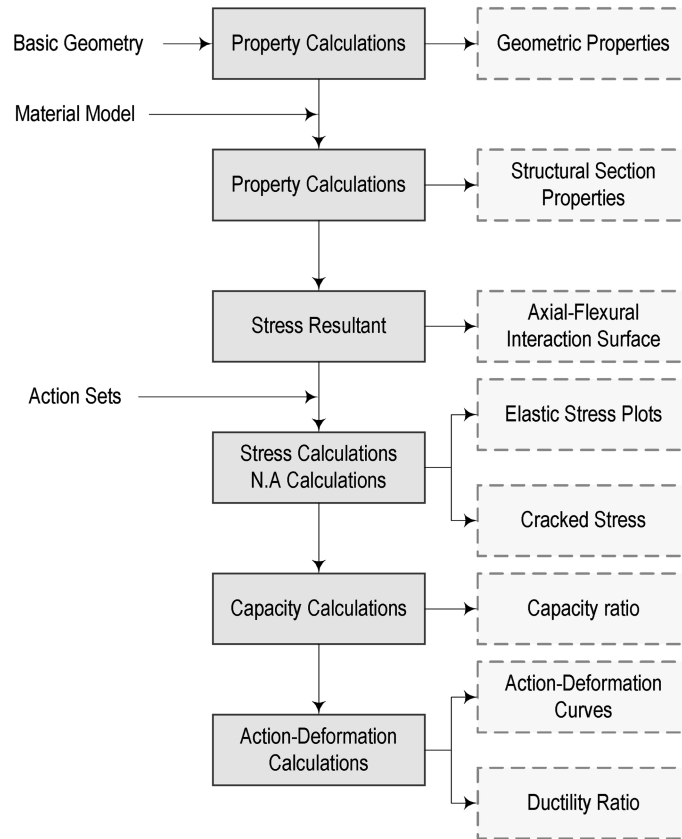 Basic Geometry
Property Calculations
Geometric Properties
Material Model
Property Calculations
Structural Section
Properties
Stress Resultant
Axial-Flexural
Interaction Surface
Action Sets
Stress Calculations
N.A Calculations
Elastic Stress Plots
Cracked Stress
Capacity Calculations
Capacity ratio
Action-Deformation
Calculations
Action-Deformation
Curves
Ductility Ratio